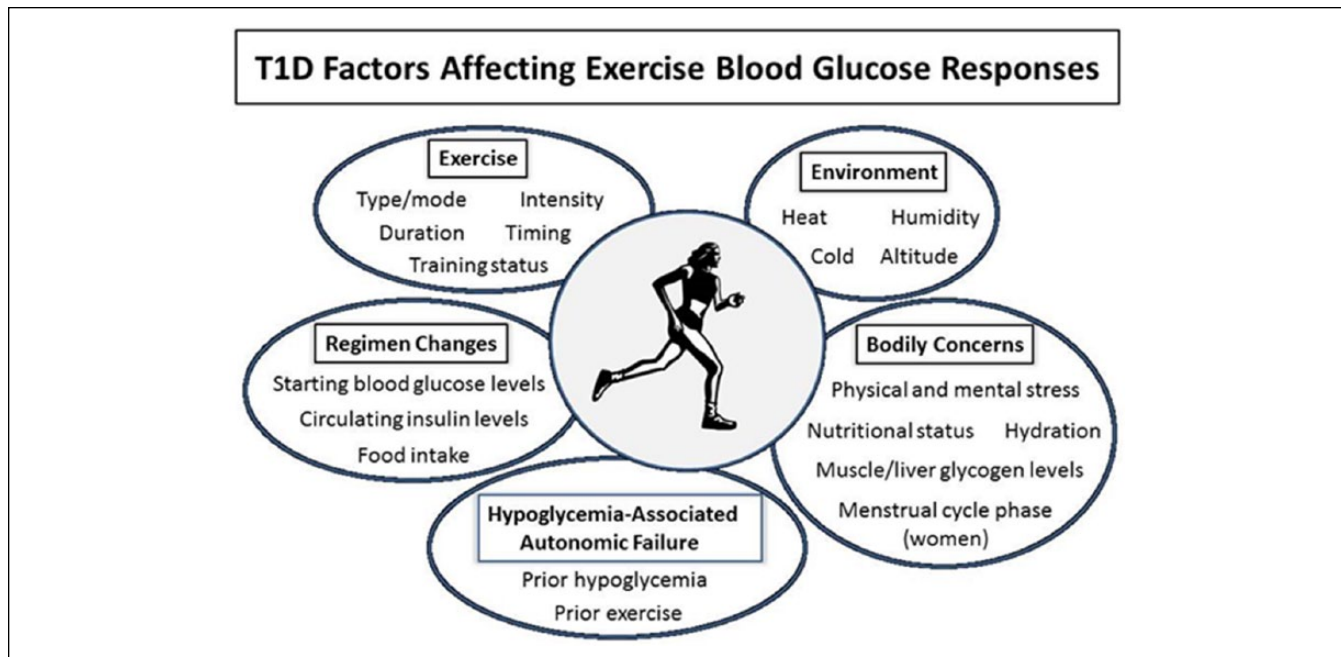 T1D Factors Affecting Exercise Blood Glucose Responses
Exercise
Type/mode Intensity
Duration Timing
Training status
Environment
Heat Humidity
Cold Altitude
Regimen Changes
Starting blood glucose levels
Circulating insulin levels
Food intake
Bodily Concerns
Physical and mental stress
Nutritional status Hydration
Muscle/liver glycogen levels
Menstrual cycle phase
(women)
Hypoglycemia-Associated
Autonomic Failure
Prior hypoglycemia
Prior exercise